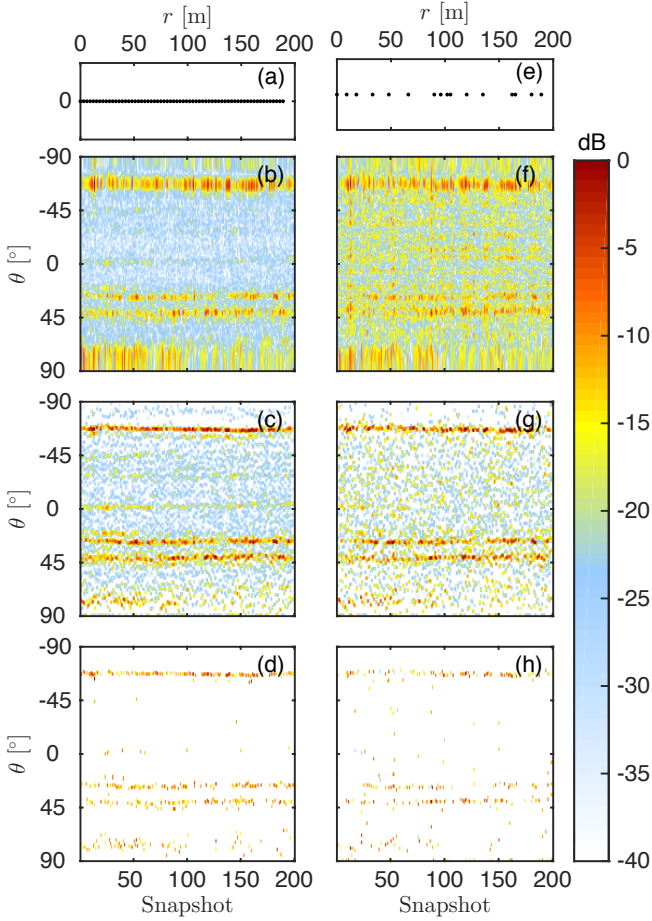 r [m] r [m]
0 50 100 150 200 0 50 100 150 200
(a) (e)
0
dB
-90 0
(b) (f)
-45 -5
θ [°] 0
45 -10
90
-90 -15
(c) (g)
-45
θ [°] 0 -20
45 -25
90
-90 -30
(d) (h)
-45
θ [°] 0 -35
45
90 -40
50 100 150 200 50 100 150 200
Snapshot Snapshot